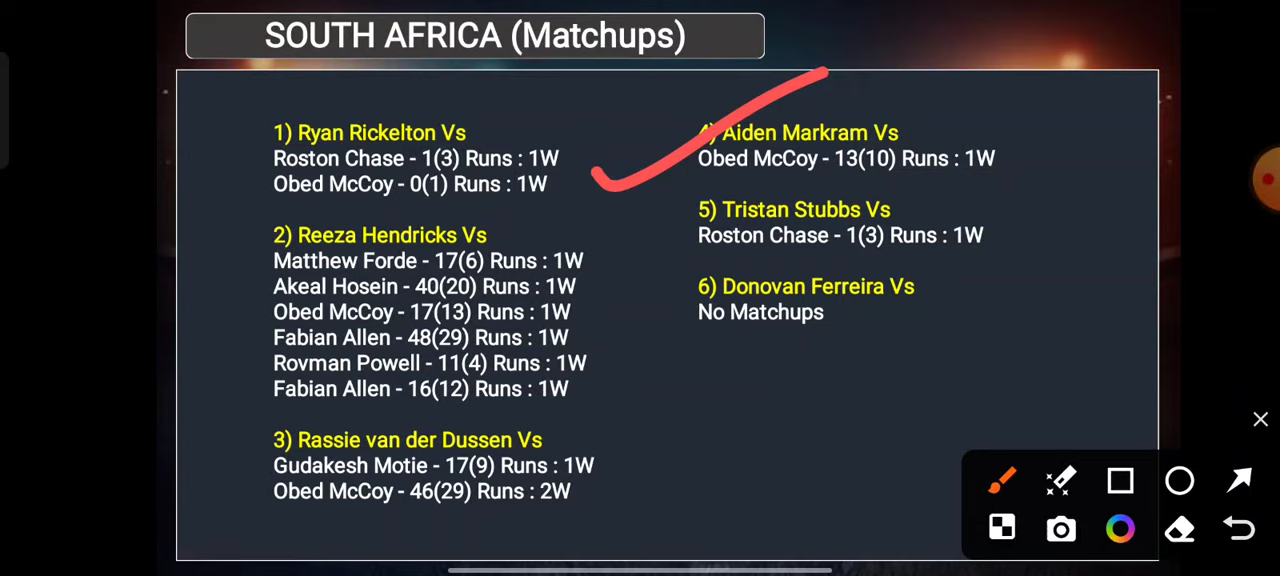 SOUTH AFRICA (Matchups)
1) Ryan Rickelton Vs
Roston Chase - 1(3) Runs : 1W
Obed McCoy - 0(1) Runs : 1W
2) Reeza Hendricks Vs
Matthew Forde - 17(6) Runs : 1W
Akeal Hosein - 40(20) Runs : 1W
Obed McCoy - 17(13) Runs : 1W
Fabian Allen - 48(29) Runs : 1W
Rovman Powell - 11(4) Runs : 1W
Fabian Allen - 16(12) Runs : 1W
3) Rassie van der Dussen Vs
Gudakesh Motie - 17(9) Runs : 1W
Obed McCoy - 46(29) Runs : 2W
4) Aiden Markram Vs
Obed McCoy - 13(10) Runs : 1W
5) Tristan Stubbs Vs
Roston Chase - 1(3) Runs : 1W
6) Donovan Ferreira Vs
No Matchups